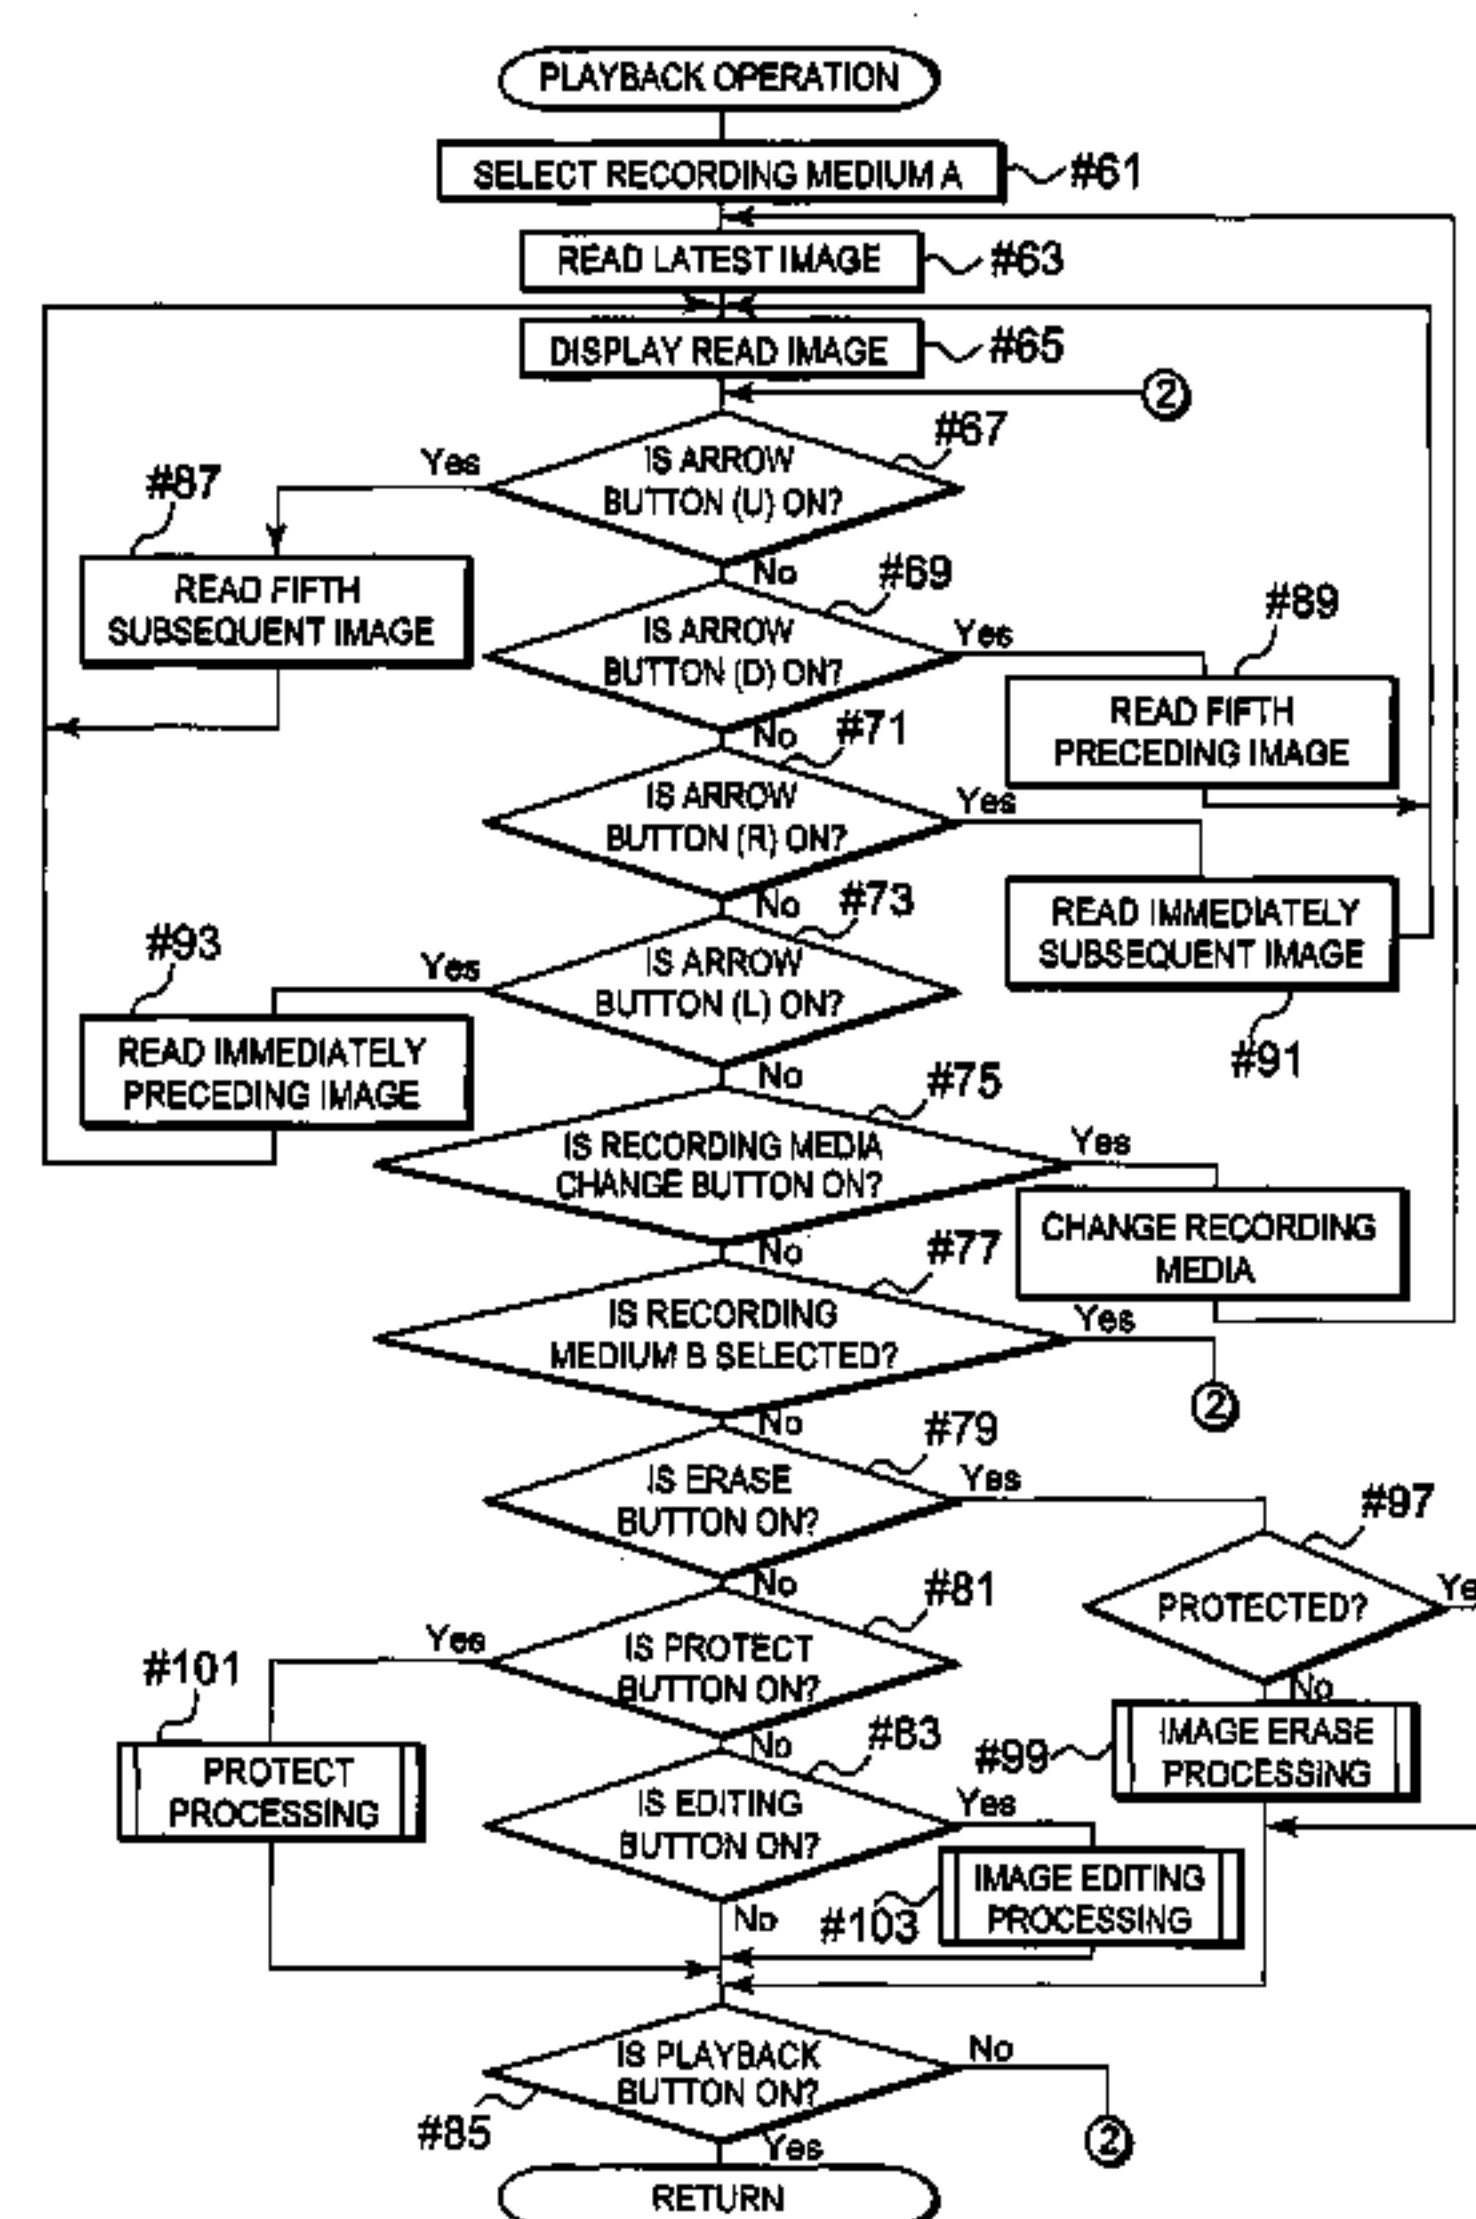 PLAYBACK OPERATION
SELECT RECORDING MEDIUM A
#61
READ LATEST IMAGE
#63
DISPLAY READ IMAGE
#65
2
#67
IS ARROW
BUTTON (U) ON?
Yes
#87
READ FIFTH
SUBSEQUENT IMAGE
No
#69
IS ARROW
BUTTON (D) ON?
Yes
#89
READ FIFTH
PRECEDING IMAGE
No
#71
IS ARROW
BUTTON (R) ON?
Yes
READ IMMEDIATELY
SUBSEQUENT IMAGE
#91
No
#73
IS ARROW
BUTTON (L) ON?
Yes
#93
READ IMMEDIATELY
PRECEDING IMAGE
No
#75
IS RECORDING MEDIA
CHANGE BUTTON ON?
Yes
CHANGE RECORDING
MEDIA
No
#77
IS RECORDING
MEDIUM B SELECTED?
Yes
2
No
#79
IS ERASE
BUTTON ON?
Yes
#97
PROTECTED?
Ye
No
#99
IMAGE ERASE
PROCESSING
No
#81
IS PROTECT
BUTTON ON?
Yes
#101
PROTECT
PROCESSING
No
#83
IS EDITING
BUTTON ON?
Yes
#103
IMAGE EDITING
PROCESSING
No
IS PLAYBACK
BUTTON ON?
#85
No
2
Yes
RETURN